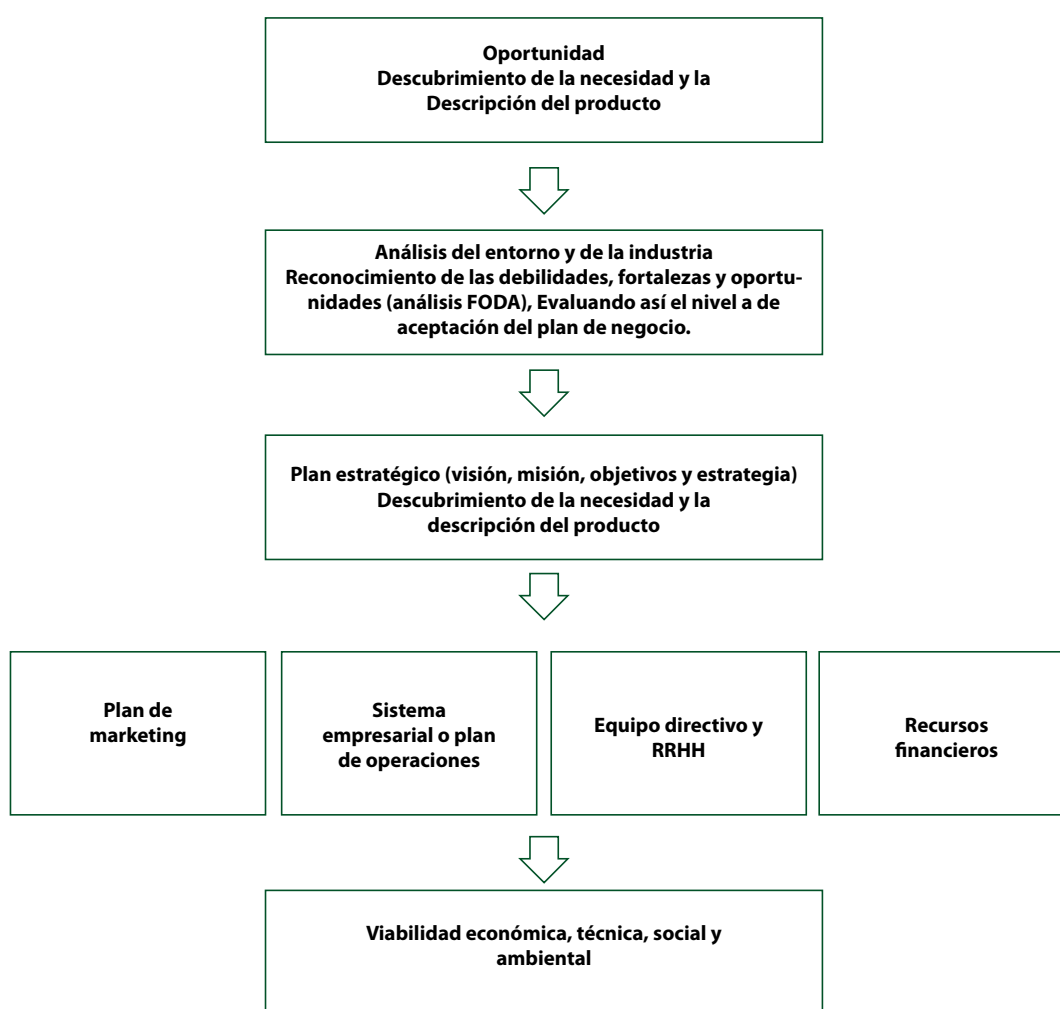 Oportunidad
Descubrimiento de la necesidad y la
Descripción del producto
Análisis del entorno y de la industria
Reconocimiento de las debilidades, fortalezas y oportu-
nidades (análisis FODA), Evaluando así el nivel a de
aceptación del plan de negocio.
Plan estratégico (visión, misión, objetivos y estrategia)
Descubrimiento de la necesidad y la
descripción del producto
Plan de
marketing
Sistema
empresarial o plan
de operaciones
Equipo directivo y
RRHH
Recursos
financieros
Viabilidad económica, técnica, social y
ambiental